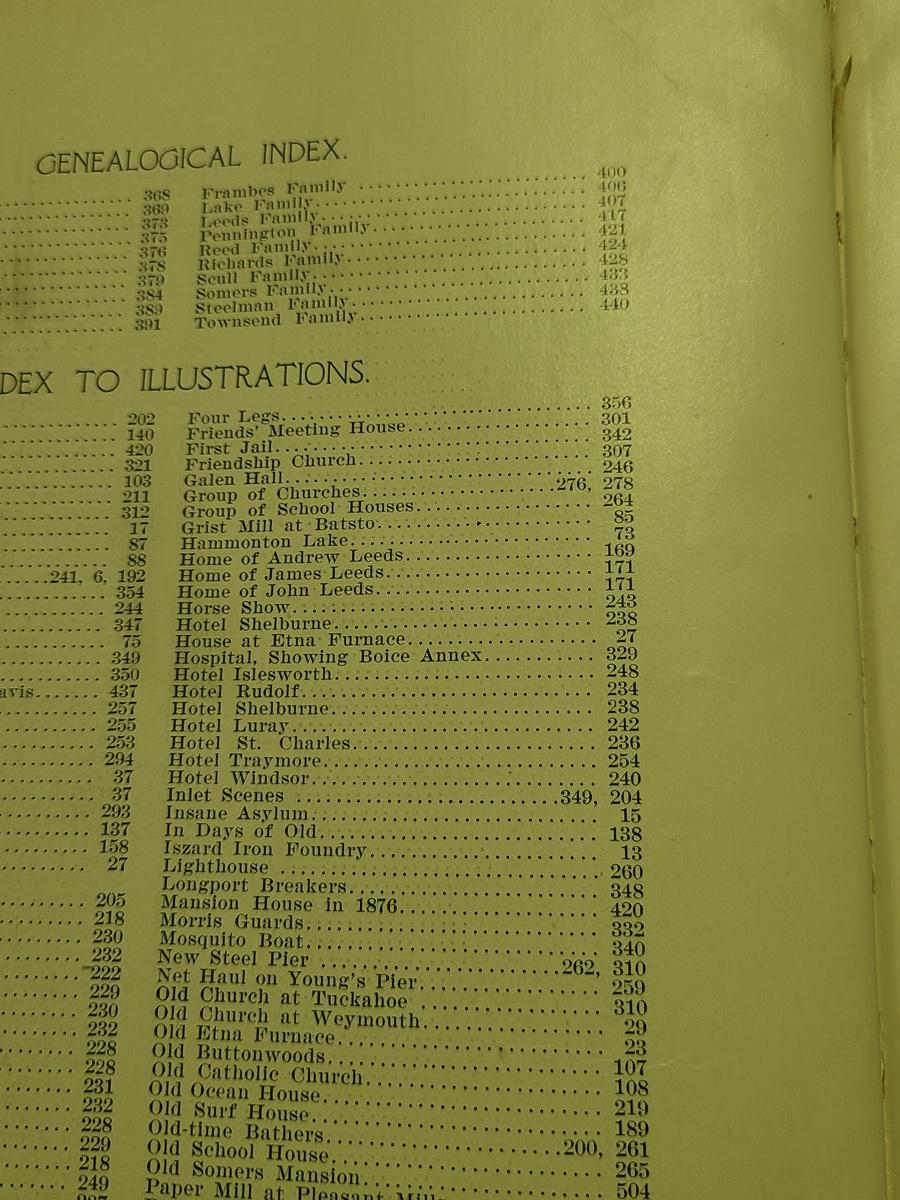 GENEALOGICAL INDEX.
368
369
373
375
376
378
379
384
389
391
Frambes Family 400
Lake Family 406
Leeds Family 407
Pennington Family 417
Reed Family 421
Richards Family 424
Scull Family 428
Somers Family 433
Steelman Family 438
Townsend Family 440
DEX TO ILLUSTRATIONS.
202
140
420
321
103
211
312
17
87
88
241, 6, 192
354
244
347
75
349
350
avis 437
257
255
253
294
37
37
293
137
158
27
205
218
230
232
222
229
230
232
228
228
231
232
228
229
218
249
Four Legs 356
Friends' Meeting House 301
First Jail 342
Friendship Church 307
Galen Hall 246
Group of Churches 276, 278
Group of School Houses 264
Grist Mill at Batsto 85
Hammonton Lake 73
Home of Andrew Leeds 169
Home of James Leeds 171
Home of John Leeds 171
Horse Show 243
Hotel Shelburne 238
House at Etna Furnace 27
Hospital, Showing Boice Annex 329
Hotel Islesworth 248
Hotel Rudolf 234
Hotel Shelburne 238
Hotel Luray 242
Hotel St. Charles 236
Hotel Traymore 254
Hotel Windsor 240
Inlet Scenes 349, 204
Insane Asylum 15
In Days of Old 138
Iszard Iron Foundry 13
Lighthouse 260
Longport Breakers 348
Mansion House in 1876 420
Morris Guards 332
Mosquito Boat 340
New Steel Pier 262, 310
Net Haul on Young's Pier 259
Old Church at Tuckahoe 310
Old Church at Weymouth 29
Old Etna Furnace 23
Old Buttonwoods 107
Old Catholic Church 108
Old Ocean House 219
Old Surf House 189
Old-time Bathers 200, 261
Old School House 265
Old Somers Mansion 504
Paper Mill at Pleasant Mills